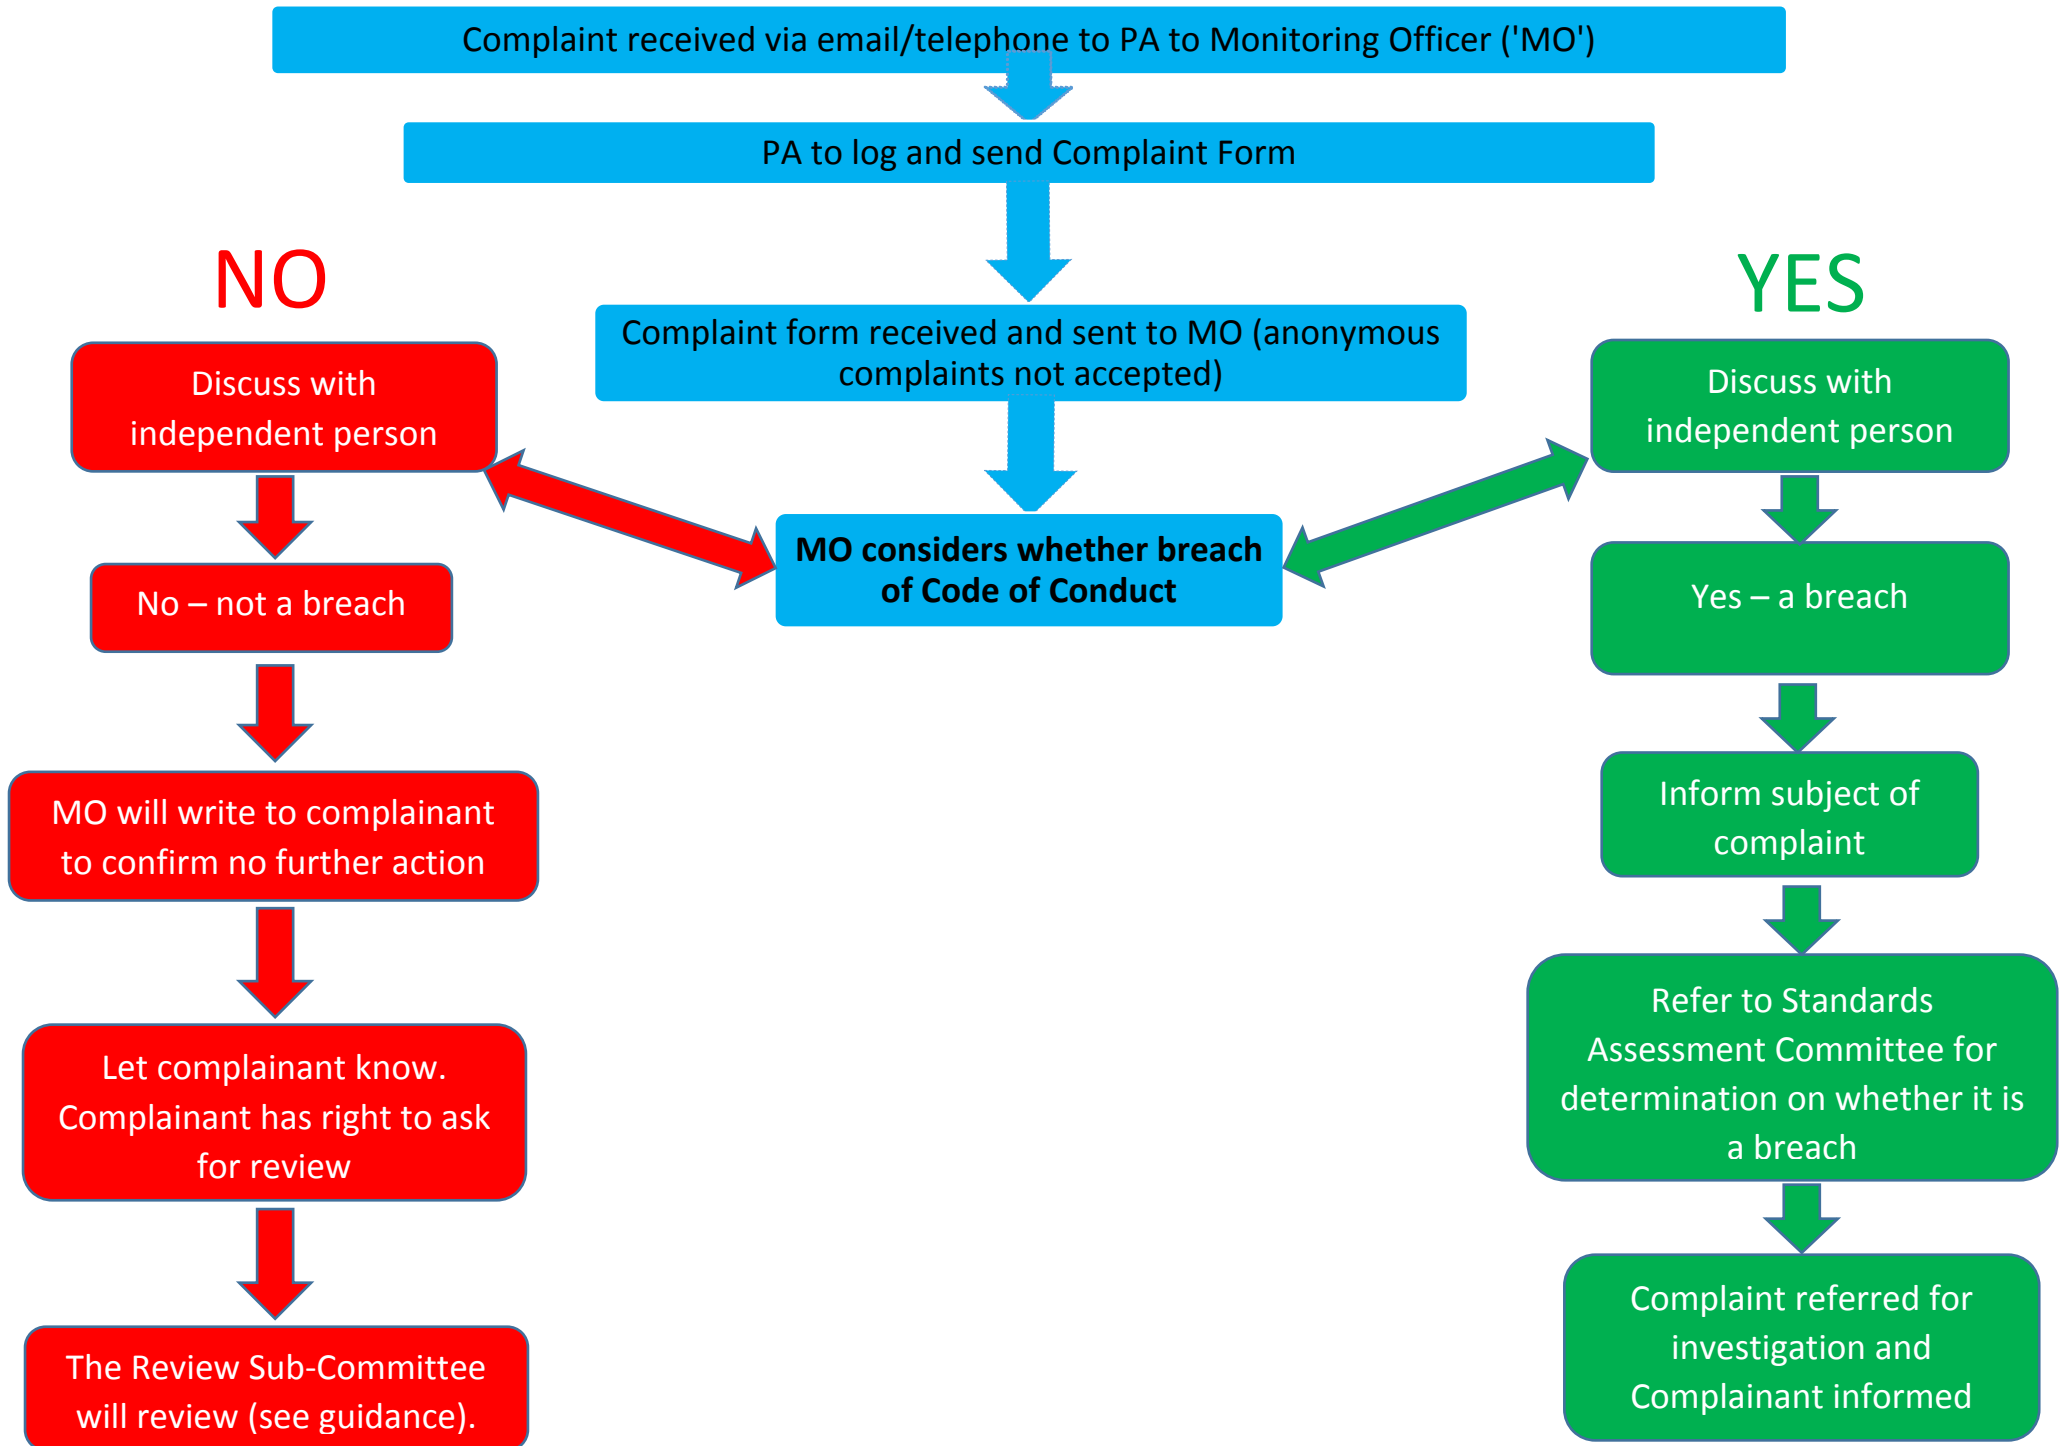 Complaint received via email/telephone to PA to Monitoring Officer ('MO')
PA to log and send Complaint Form
Complaint form received and sent to MO (anonymous
complaints not accepted)
MO considers whether breach
of Code of Conduct
NO
Discuss with
independent person
No – not a breach
MO will write to complainant
to confirm no further action
Let complainant know.
Complainant has right to ask
for review
The Review Sub-Committee
will review (see guidance).
YES
Discuss with
independent person
Yes – a breach
Inform subject of
complaint
Refer to Standards
Assessment Committee for
determination on whether it is
a breach
Complaint referred for
investigation and
Complainant informed